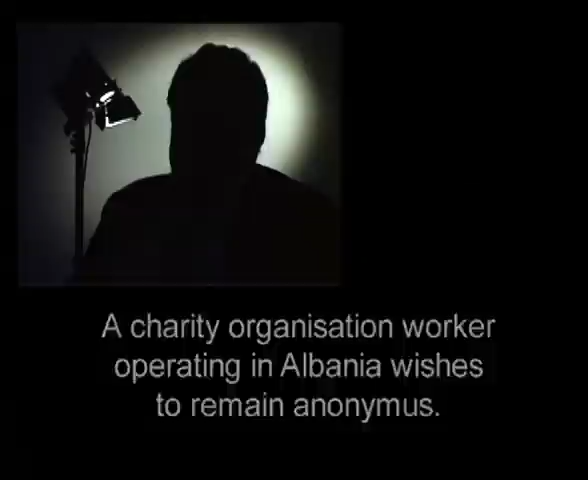 A charity organisation worker
operating in Albania wishes
to remain anonymus.